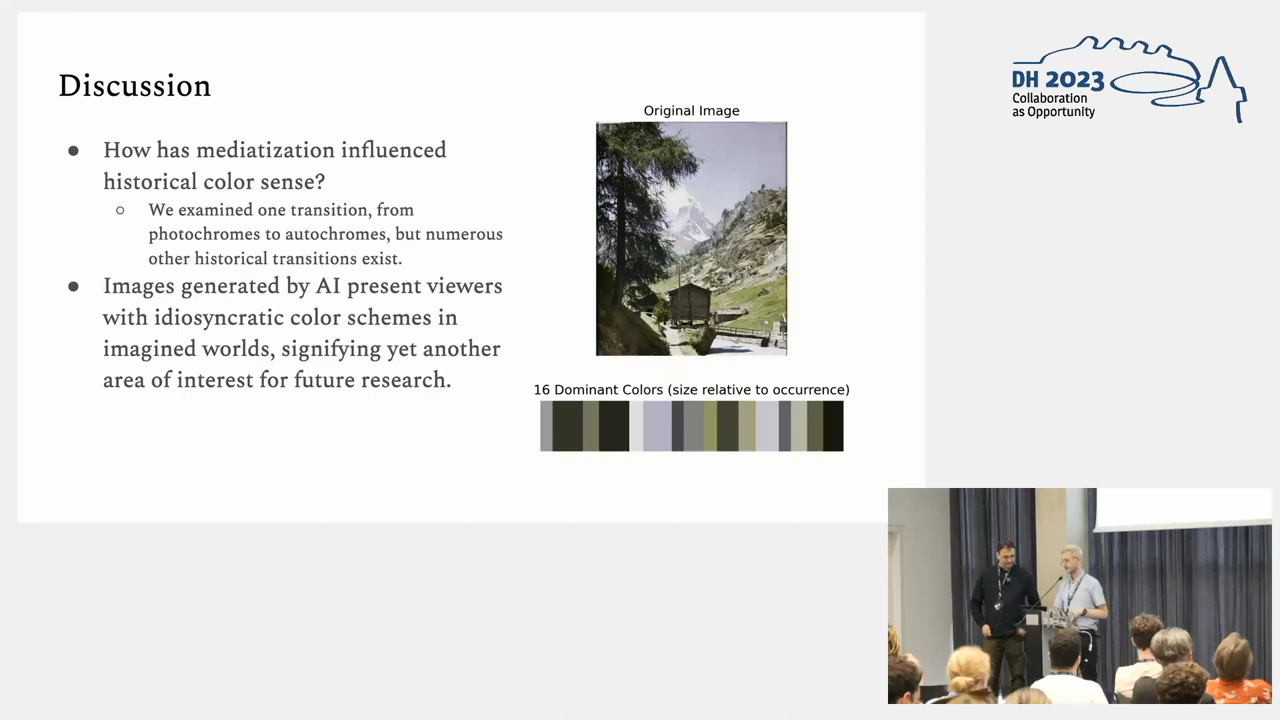 Discussion
● How has mediatization influenced
historical color sense?
○ We examined one transition, from
photochromes to autochromes, but numerous
other historical transitions exist.
● Images generated by AI present viewers
with idiosyncratic color schemes in
imagined worlds, signifying yet another
area of interest for future research.
Original Image
16 Dominant Colors (size relative to occurrence)
DH 2023
Collaboration
as Opportunity